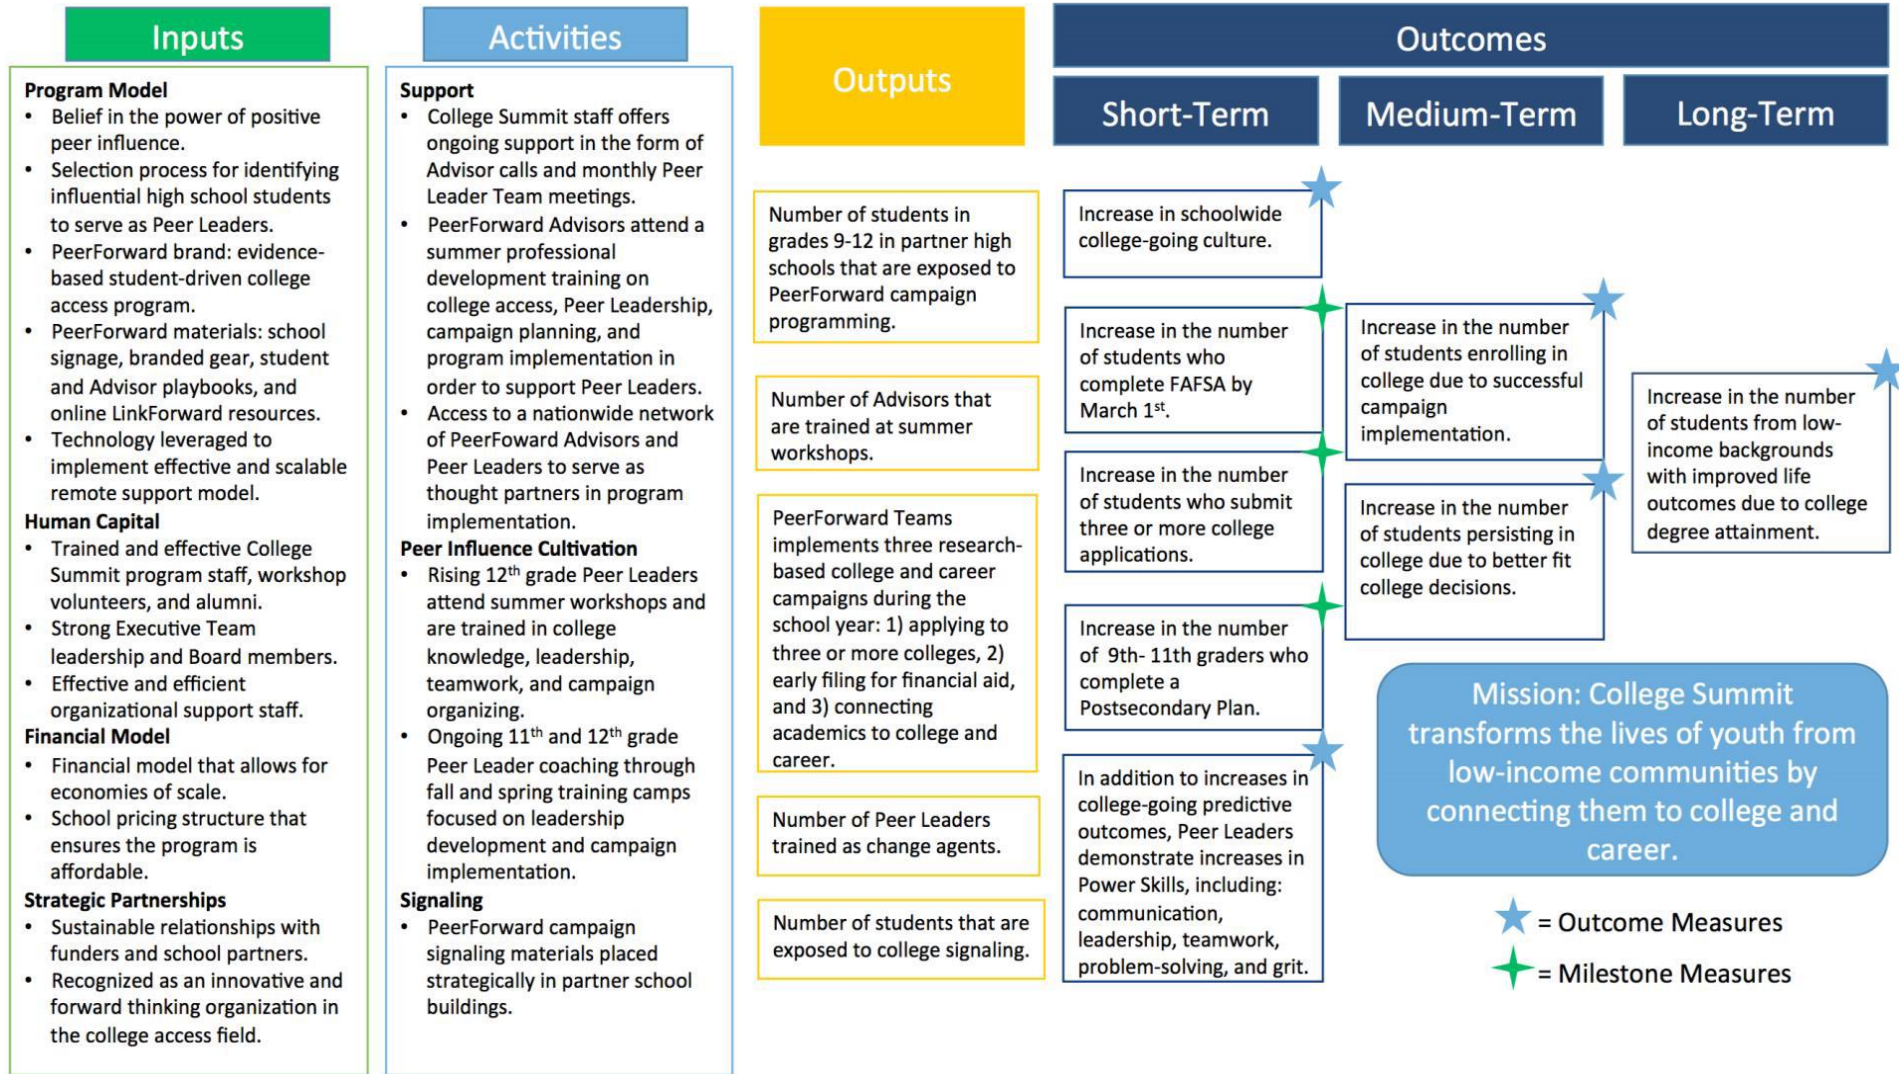 Inputs
Program Model
• Belief in the power of positive
peer influence.
• Selection process for identifying
influential high school students
to serve as Peer Leaders.
• PeerForward brand: evidence-
based student-driven college
access program.
• PeerForward materials: school
signage, branded gear, student
and Advisor playbooks, and
online LinkForward resources.
• Technology leveraged to
implement effective and scalable
remote support model.
Human Capital
• Trained and effective College
Summit program staff, workshop
volunteers, and alumni.
• Strong Executive Team
leadership and Board members.
• Effective and efficient
organizational support staff.
Financial Model
• Financial model that allows for
economies of scale.
• School pricing structure that
ensures the program is
affordable.
Strategic Partnerships
• Sustainable relationships with
funders and school partners.
• Recognized as an innovative and
forward thinking organization in
the college access field.
Activities
Support
• College Summit staff offers
ongoing support in the form of
Advisor calls and monthly Peer
Leader Team meetings.
• PeerForward Advisors attend a
summer professional
development training on
college access, Peer Leadership,
campaign planning, and
program implementation in
order to support Peer Leaders.
• Access to a nationwide network
of PeerFoward Advisors and
Peer Leaders to serve as
thought partners in program
implementation.
Peer Influence Cultivation
• Rising 12th grade Peer Leaders
attend summer workshops and
are trained in college
knowledge, leadership,
teamwork, and campaign
organizing.
• Ongoing 11th and 12th grade
Peer Leader coaching through
fall and spring training camps
focused on leadership
development and campaign
implementation.
Signaling
• PeerForward campaign
signaling materials placed
strategically in partner school
buildings.
Outputs
Number of students in
grades 9-12 in partner high
schools that are exposed to
PeerForward campaign
programming.
Number of Advisors that
are trained at summer
workshops.
PeerForward Teams
implements three research-
based college and career
campaigns during the
school year: 1) applying to
three or more colleges, 2)
early filing for financial aid,
and 3) connecting
academics to college and
career.
Number of Peer Leaders
trained as change agents.
Number of students that are
exposed to college signaling.
Outcomes
Short-Term
Increase in schoolwide
college-going culture.
Increase in the number
of students who
complete FAFSA by
March 1st.
Increase in the number
of students who submit
three or more college
applications.
Increase in the number
of 9th- 11th graders who
complete a
Postsecondary Plan.
In addition to increases in
college-going predictive
outcomes, Peer Leaders
demonstrate increases in
Power Skills, including:
communication,
leadership, teamwork,
problem-solving, and grit.
Medium-Term
Increase in the number
of students enrolling in
college due to successful
campaign
implementation.
Increase in the number
of students persisting in
college due to better fit
college decisions.
Long-Term
Increase in the number
of students from low-
income backgrounds
with improved life
outcomes due to college
degree attainment.
Mission: College Summit
transforms the lives of youth from
low-income communities by
connecting them to college and
career.
= Outcome Measures
= Milestone Measures